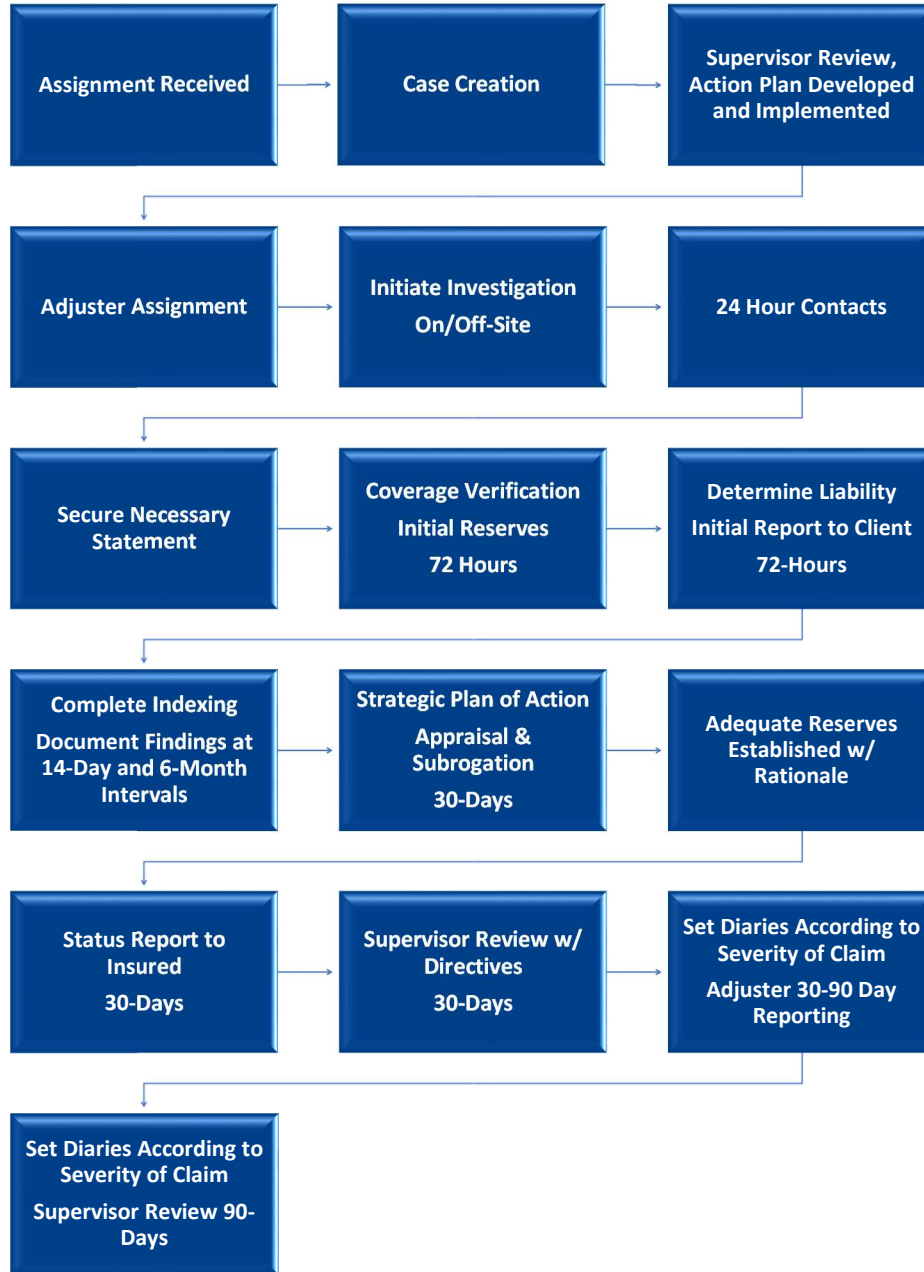 Assignment Received
Case Creation
Supervisor Review,
Action Plan Developed
and Implemented
Adjuster Assignment
Initiate Investigation
On/Off-Site
24 Hour Contacts
Secure Necessary
Statement
Coverage Verification
Initial Reserves
72 Hours
Determine Liability
Initial Report to Client
72-Hours
Complete Indexing
Document Findings at
14-Day and 6-Month
Intervals
Strategic Plan of Action
Appraisal &
Subrogation
30-Days
Adequate Reserves
Established w/
Rationale
Status Report to
Insured
30-Days
Supervisor Review w/
Directives
30-Days
Set Diaries According to
Severity of Claim
Adjuster 30-90 Day
Reporting
Set Diaries According to
Severity of Claim
Supervisor Review 90-
Days